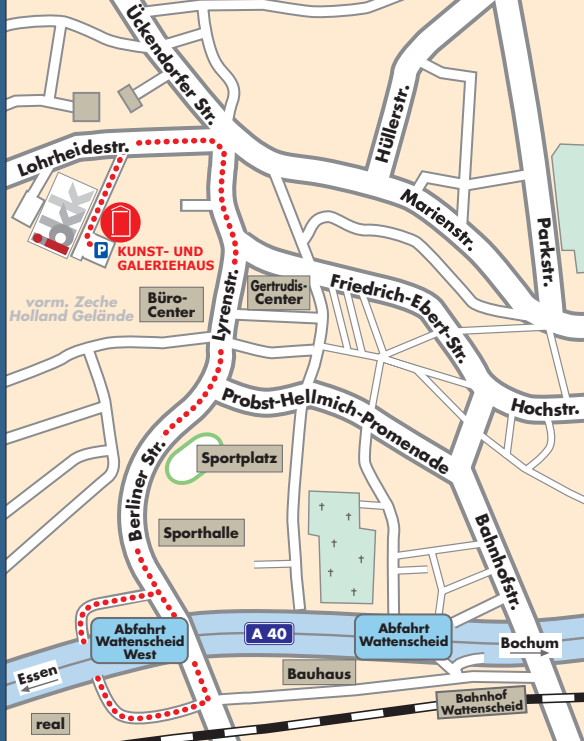 Ückendorfer Str.
Lohrheidestr.
Hüllerstr.
Marienstr.
Parkstr.
ibkk
P
KUNST- UND
GALERIEHAUS
vorm. Zeche
Holland Gelände
Büro-
Center
Lyrenstr.
Gertrudis-
Center
Friedrich-Ebert-Str.
Probst-Hellmich-Promenade
Hochstr.
Berliner Str.
Sportplatz
Sporthalle
Bahnhofstr.
Abfahrt
Wattenscheid
West
A 40
Abfahrt
Wattenscheid
Bochum
Essen
Bauhaus
Bahnhof
Wattenscheid
real